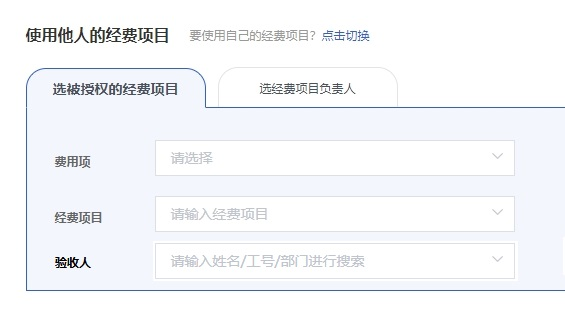 使用他人的经费项目 要使用自己的经费项目？点击切换
选被授权的经费项目 选经费项目负责人
费用项 请选择
经费项目 请输入经费项目
验收人 请输入姓名/工号/部门进行搜索